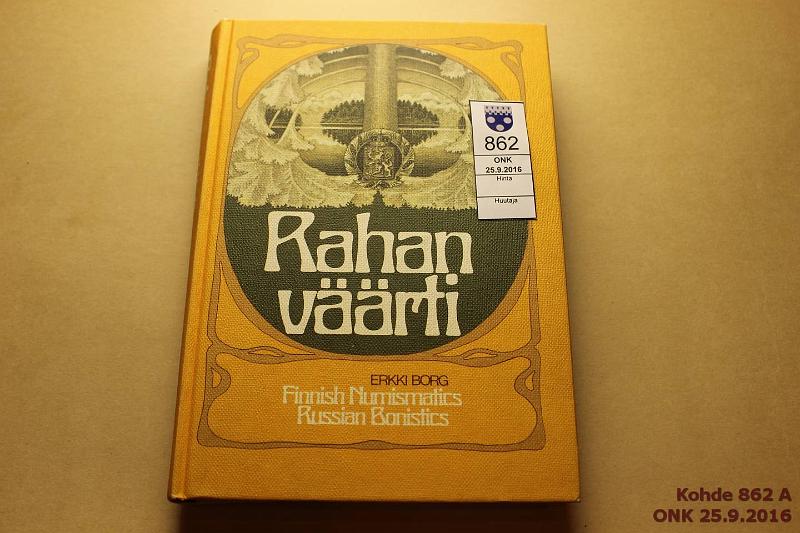 Rahan
väärti
ERKKI BORG
Finnish Numismatics
Russian Bonistics
862
ONK
25.9.2016
Hinta
Huutaja
Kohde 862 A
ONK 25.9.2016